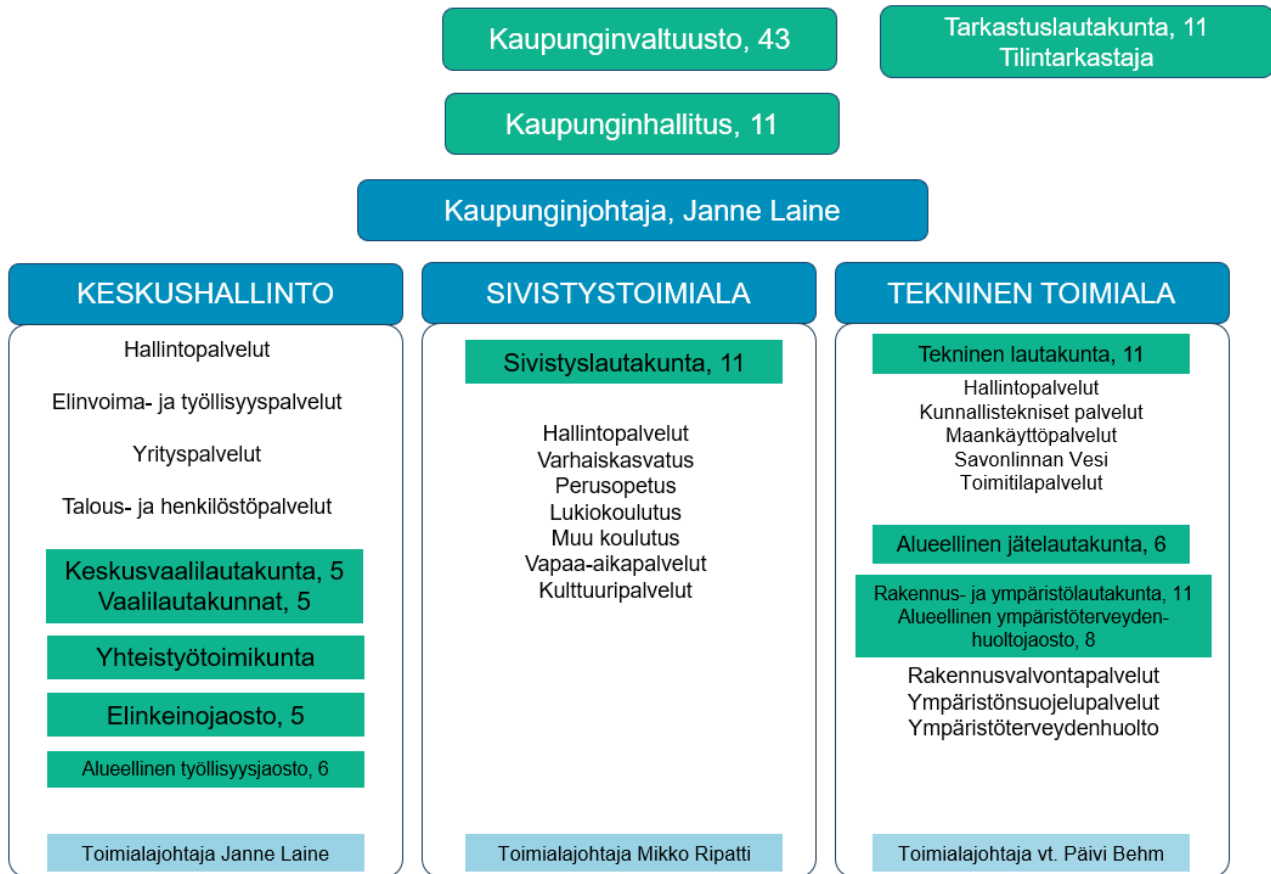 Kaupunginvaltuusto, 43
Tarkastuslautakunta, 11
Tilintarkastaja
Kaupunginhallitus, 11
Kaupunginjohtaja, Janne Laine
KESKUSHALLINTO
Hallintopalvelut
Elinvoima- ja työllisyyspalvelut
Yrityspalvelut
Talous- ja henkilöstöpalvelut
Keskusvaalilautakunta, 5
Vaalilautakunnat, 5
Yhteistyötoimikunta
Elinkeinojaosto, 5
Alueellinen työllisyysjaosto, 6
Toimialajohtaja Janne Laine
SIVISTYSTOIMIALA
Sivistyslautakunta, 11
Hallintopalvelut
Varhaiskasvatus
Perusopetus
Lukiokoulutus
Muu koulutus
Vapaa-aikapalvelut
Kulttuuripalvelut
Toimialajohtaja Mikko Ripatti
TEKNINEN TOIMIALA
Tekninen lautakunta, 11
Hallintopalvelut
Kunnallistekniset palvelut
Maankäyttöpalvelut
Savonlinnan Vesi
Toimitilapalvelut
Alueellinen jätelautakunta, 6
Rakennus- ja ympäristölautakunta, 11
Alueellinen ympäristöterveyden-
huoltojaosto, 8
Rakennusvalvontapalvelut
Ympäristönsuojelupalvelut
Ympäristöterveydenhuolto
Toimialajohtaja vt. Päivi Behm